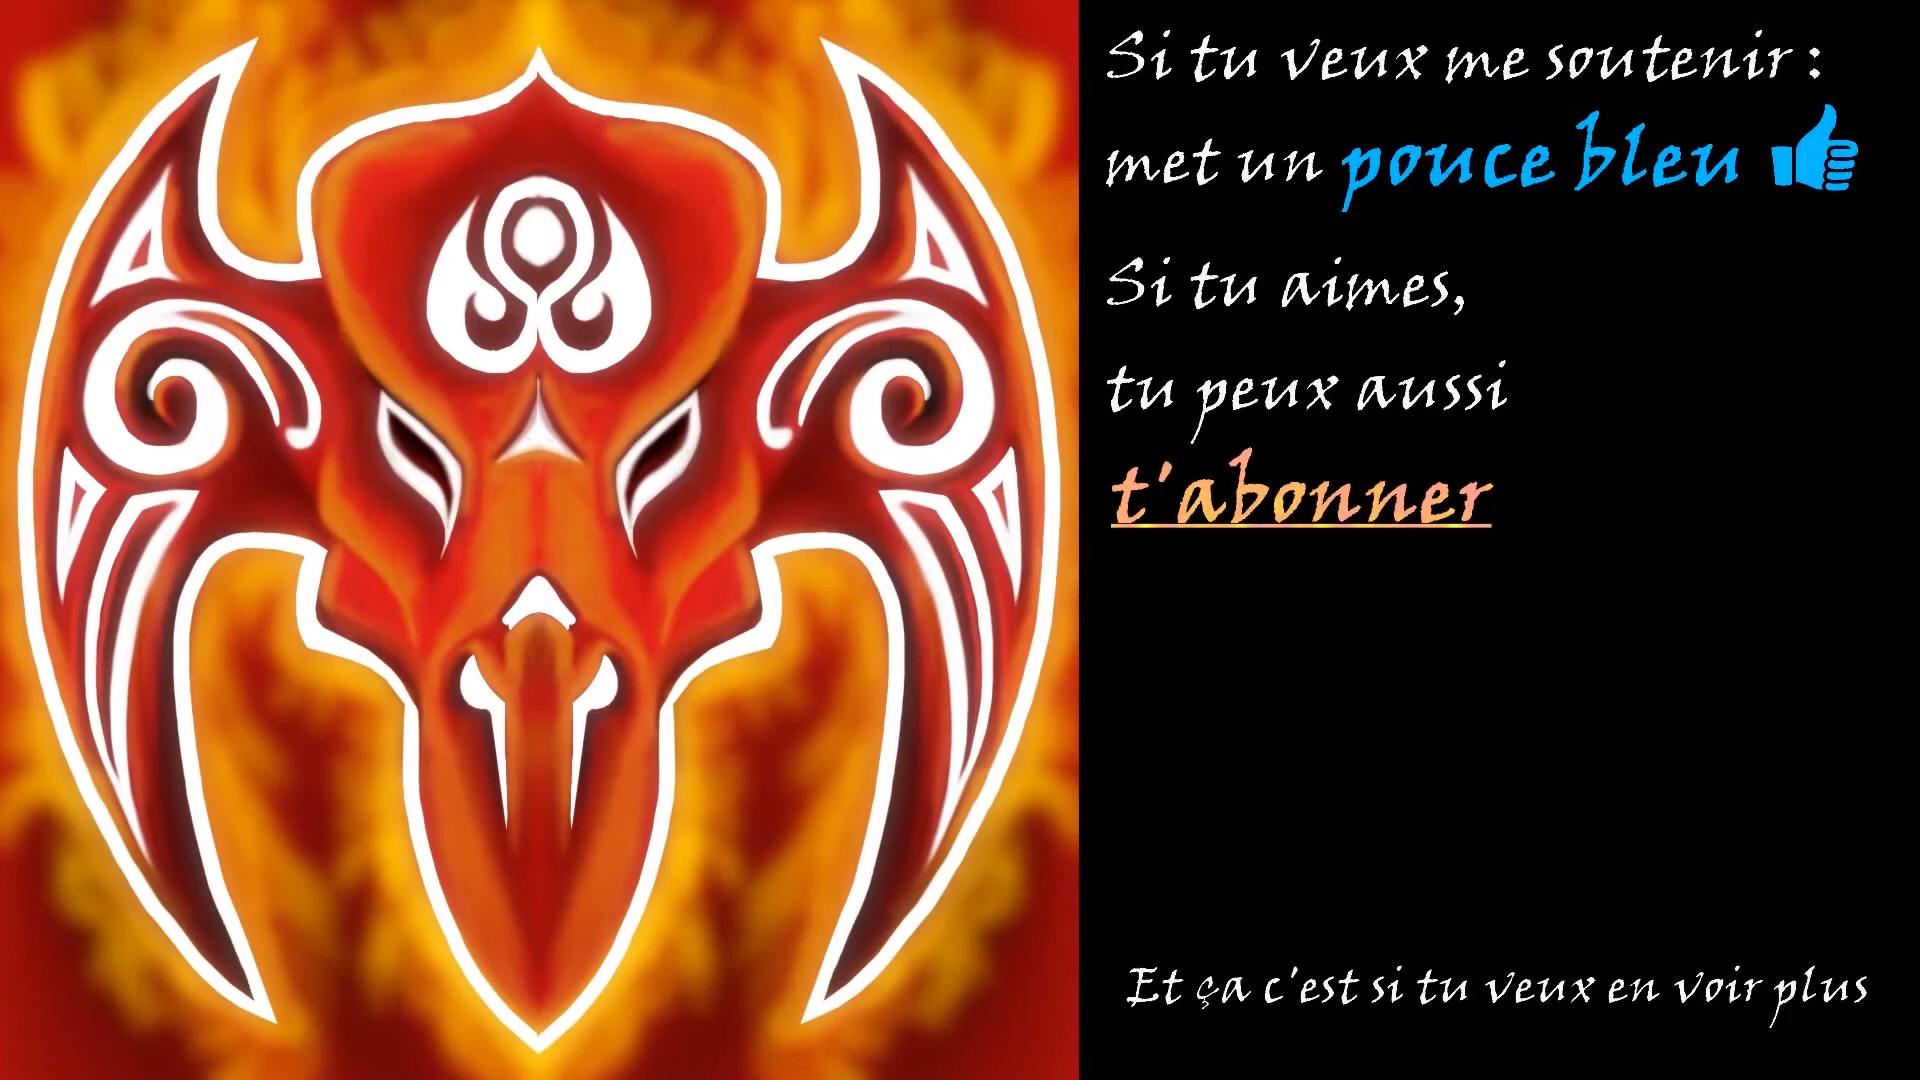 Si tu veux me soutenir :
met un pouce bleu
Si tu aimes,
tu peux aussi
t'abonner
Et ça c'est si tu veux en voir plus